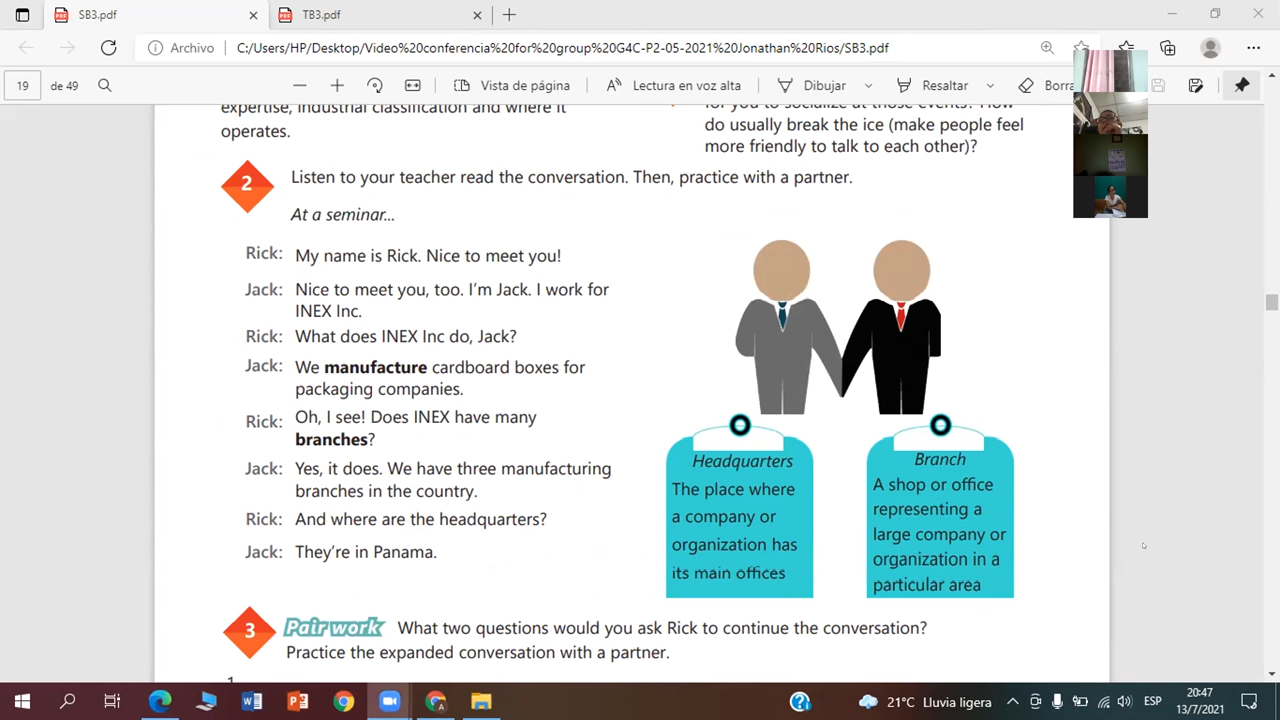 SB3.pdf
TB3.pdf
Archivo
C:/Users/HP/Desktop/Video%20conferencia%20for%20group%20G4C-P2-05-2021%20Jonathan%20Rios/SB3.pdf
19 de 49
Vista de página
Lectura en voz alta
Dibujar
Resaltar
Borra
expertise, industrial classification and where it
operates.
for you to socialize at those events? How
do usually break the ice (make people feel
more friendly to talk to each other)?
2 Listen to your teacher read the conversation. Then, practice with a partner.
At a seminar...
Rick: My name is Rick. Nice to meet you!
Jack: Nice to meet you, too. I'm Jack. I work for
INEX Inc.
Rick: What does INEX Inc do, Jack?
Jack: We manufacture cardboard boxes for
packaging companies.
Rick: Oh, I see! Does INEX have many
branches?
Jack: Yes, it does. We have three manufacturing
branches in the country.
Rick: And where are the headquarters?
Jack: They're in Panama.
Headquarters
The place where
a company or
organization has
its main offices
Branch
A shop or office
representing a
large company or
organization in a
particular area
3 Pair work What two questions would you ask Rick to continue the conversation?
Practice the expanded conversation with a partner.
1
21°C Lluvia ligera
ESP
20:47
13/7/2021